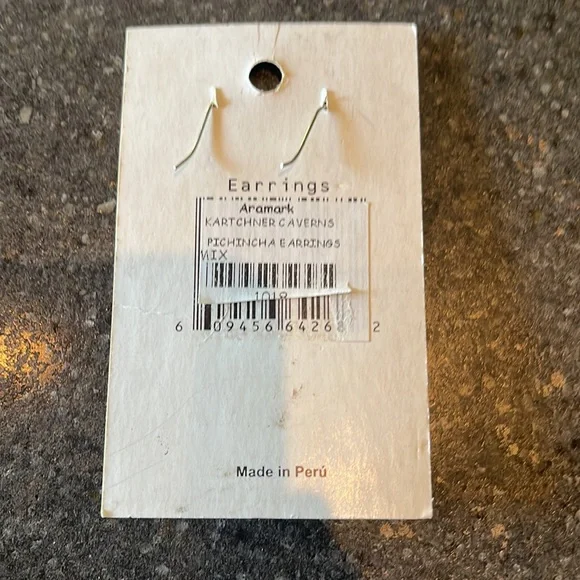 Earrings
Aramark
KARTCHNER CAVERNS
PICHINCHA EARRINGS
MIX
1018
6 09456 64268 2
Made in Perú